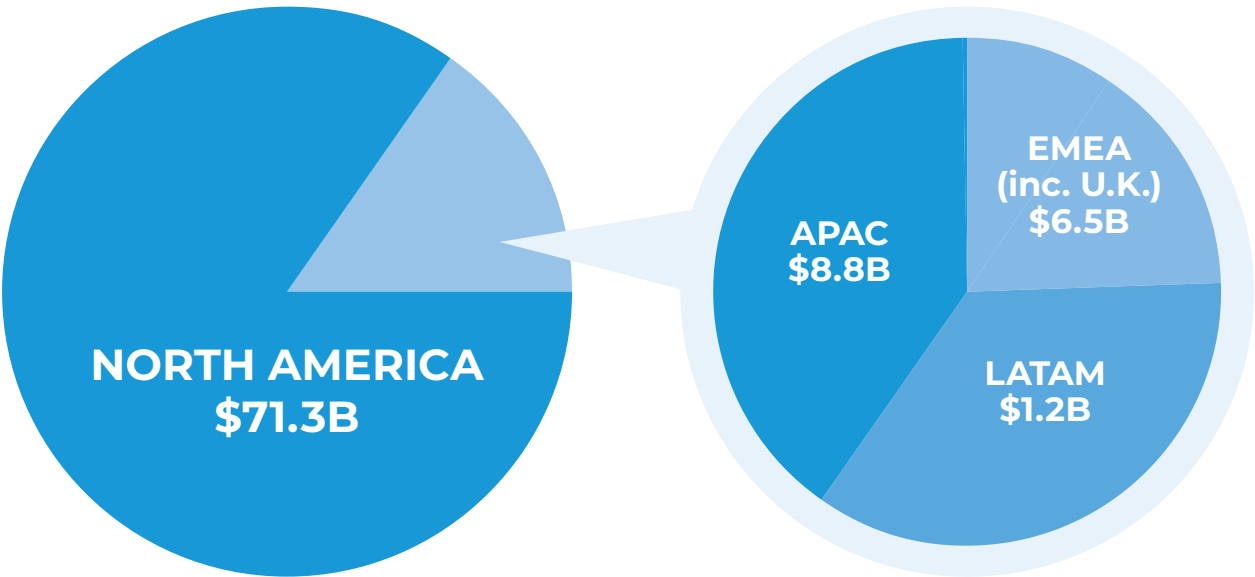 NORTH AMERICA
$71.3B
APAC
$8.8B
EMEA
(inc. U.K.)
$6.5B
LATAM
$1.2B